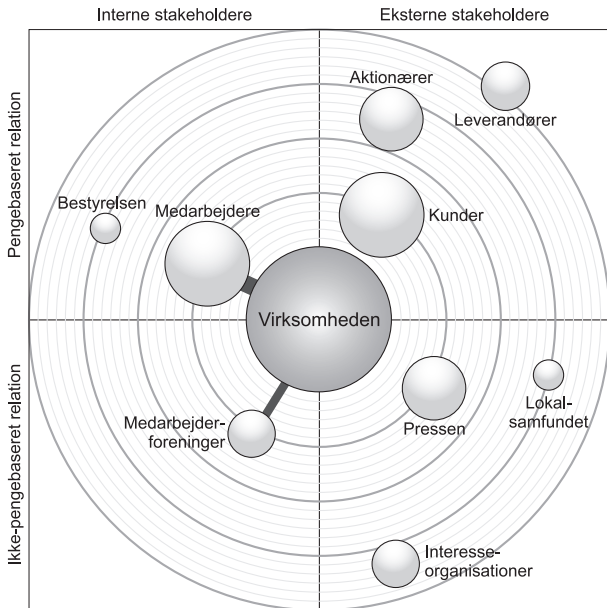 Interne stakeholdere
Eksterne stakeholdere
Pengebaseret relation
Ikke-pengebaseret relation
Aktionærer
Leverandører
Bestyrelsen
Medarbejdere
Kunder
Virksomheden
Medarbejder-
foreninger
Pressen
Lokal-
samfundet
Interesse-
organisationer